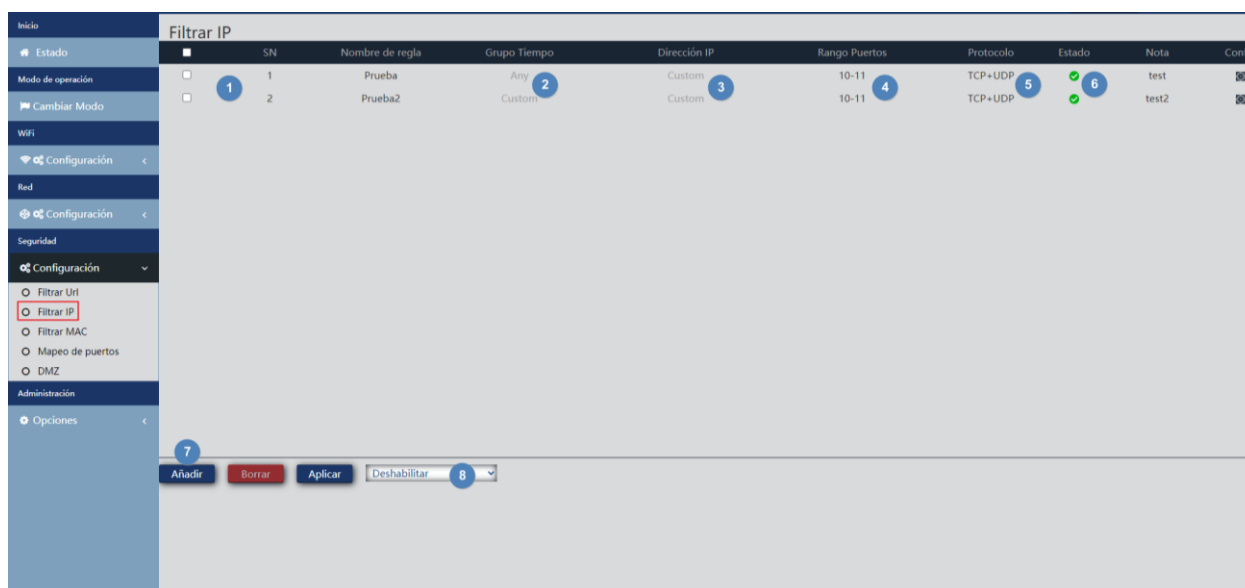 Inicio
Estado
Modo de operación
Cambiar Modo
WiFi
Configuración
Red
Configuración
Seguridad
Configuración
Filtrar Url
Filtrar IP
Filtrar MAC
Mapeo de puertos
DMZ
Administración
Opciones
Filtrar IP
SN Nombre de regla Grupo Tiempo Dirección IP Rango Puertos Protocolo Estado Nota Con
1 Prueba Any Custom 10-11 TCP+UDP test
2 Prueba2 Custom Custom 10-11 TCP+UDP test2
1 2 3 4 5 6
7
Añadir Borrar Aplicar Deshabilitar 8